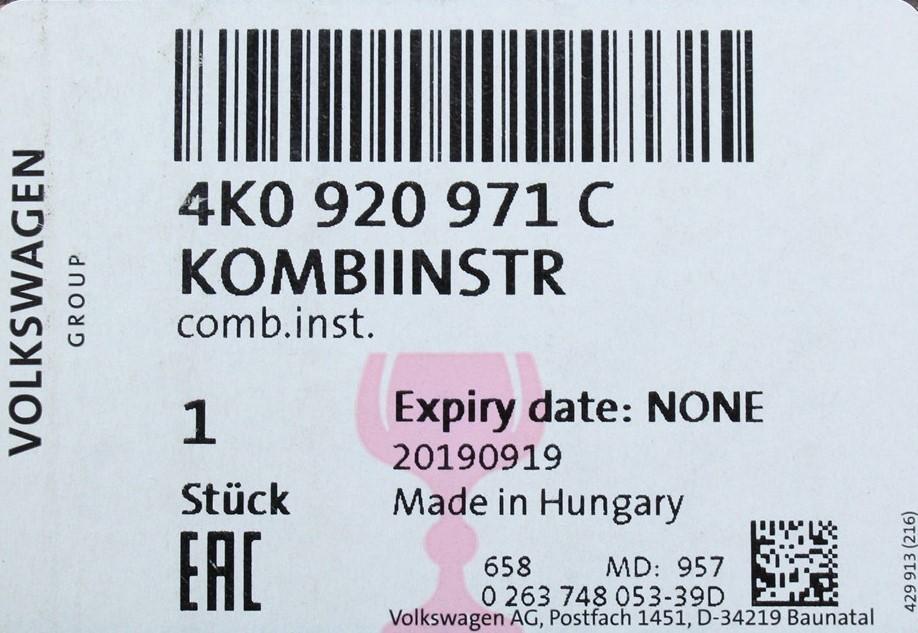 VOLKSWAGEN
GROUP
4K0 920 971 C
KOMBIINSTR
comb.inst.
1
Expiry date: NONE
20190919
Stück
Made in Hungary
EAC
658 MD: 957
0 263 748 053-39D
Volkswagen AG, Postfach 1451, D-34219 Baunatal
429 913 (216)